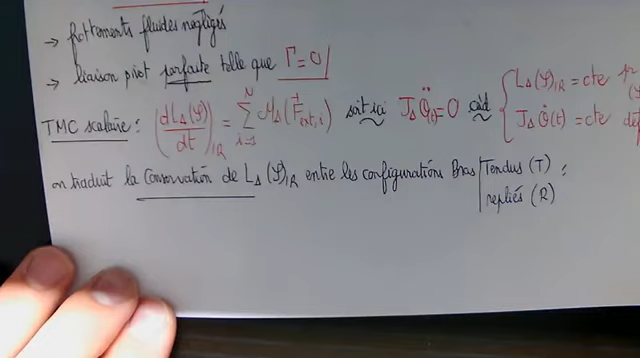 → frottements fluides négligés
→ liaison pivot parfaite telle que Γ=0
TMC scalaire : (dL_Δ(𝒮)/dt)_/R = Σ_{i=1}^{N} ℳ_Δ(F⃗_ext,i) soit ici J_Δ θ̈(t)=0 càd { L_Δ(𝒮)_/R = cte
J_Δ θ̇(t) = cte
on traduit la conservation de L_Δ(𝒮)_/R entre les configurations Bras | Tendus (T) :
repliés (R)